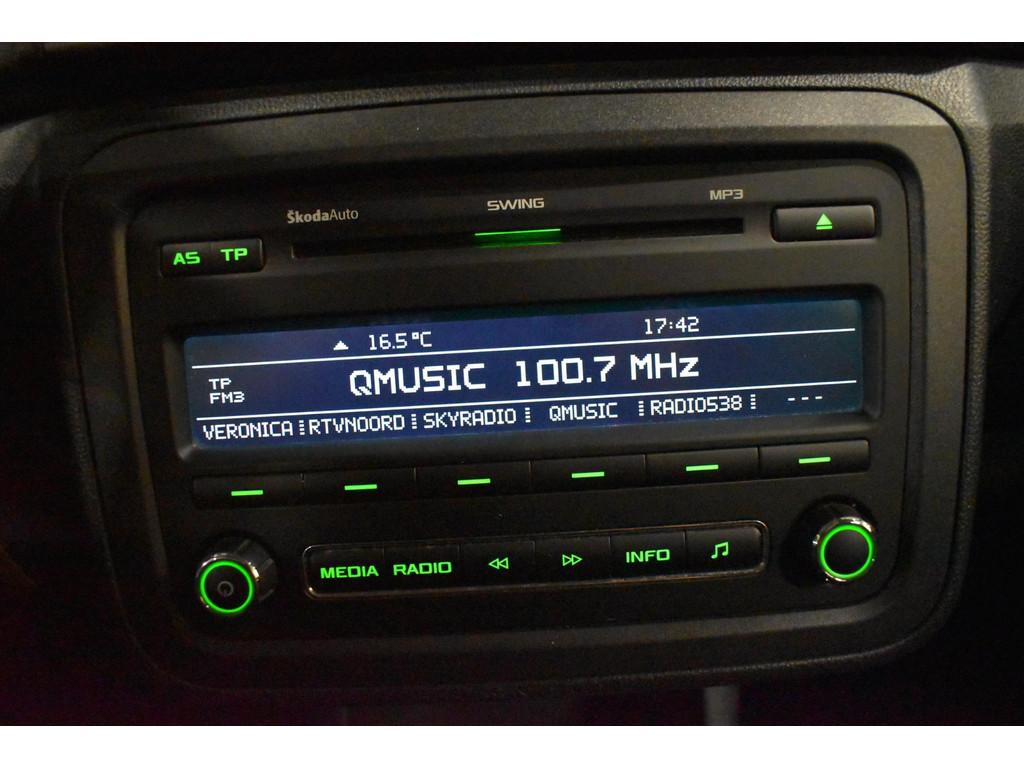 ŠkodaAuto SWING MP3
AS TP
16.5°C 17:42
TP
FM3
QMUSIC 100.7 MHz
VERONICA RTVNOORD SKYRADIO QMUSIC RADIO538 ---
MEDIA RADIO INFO